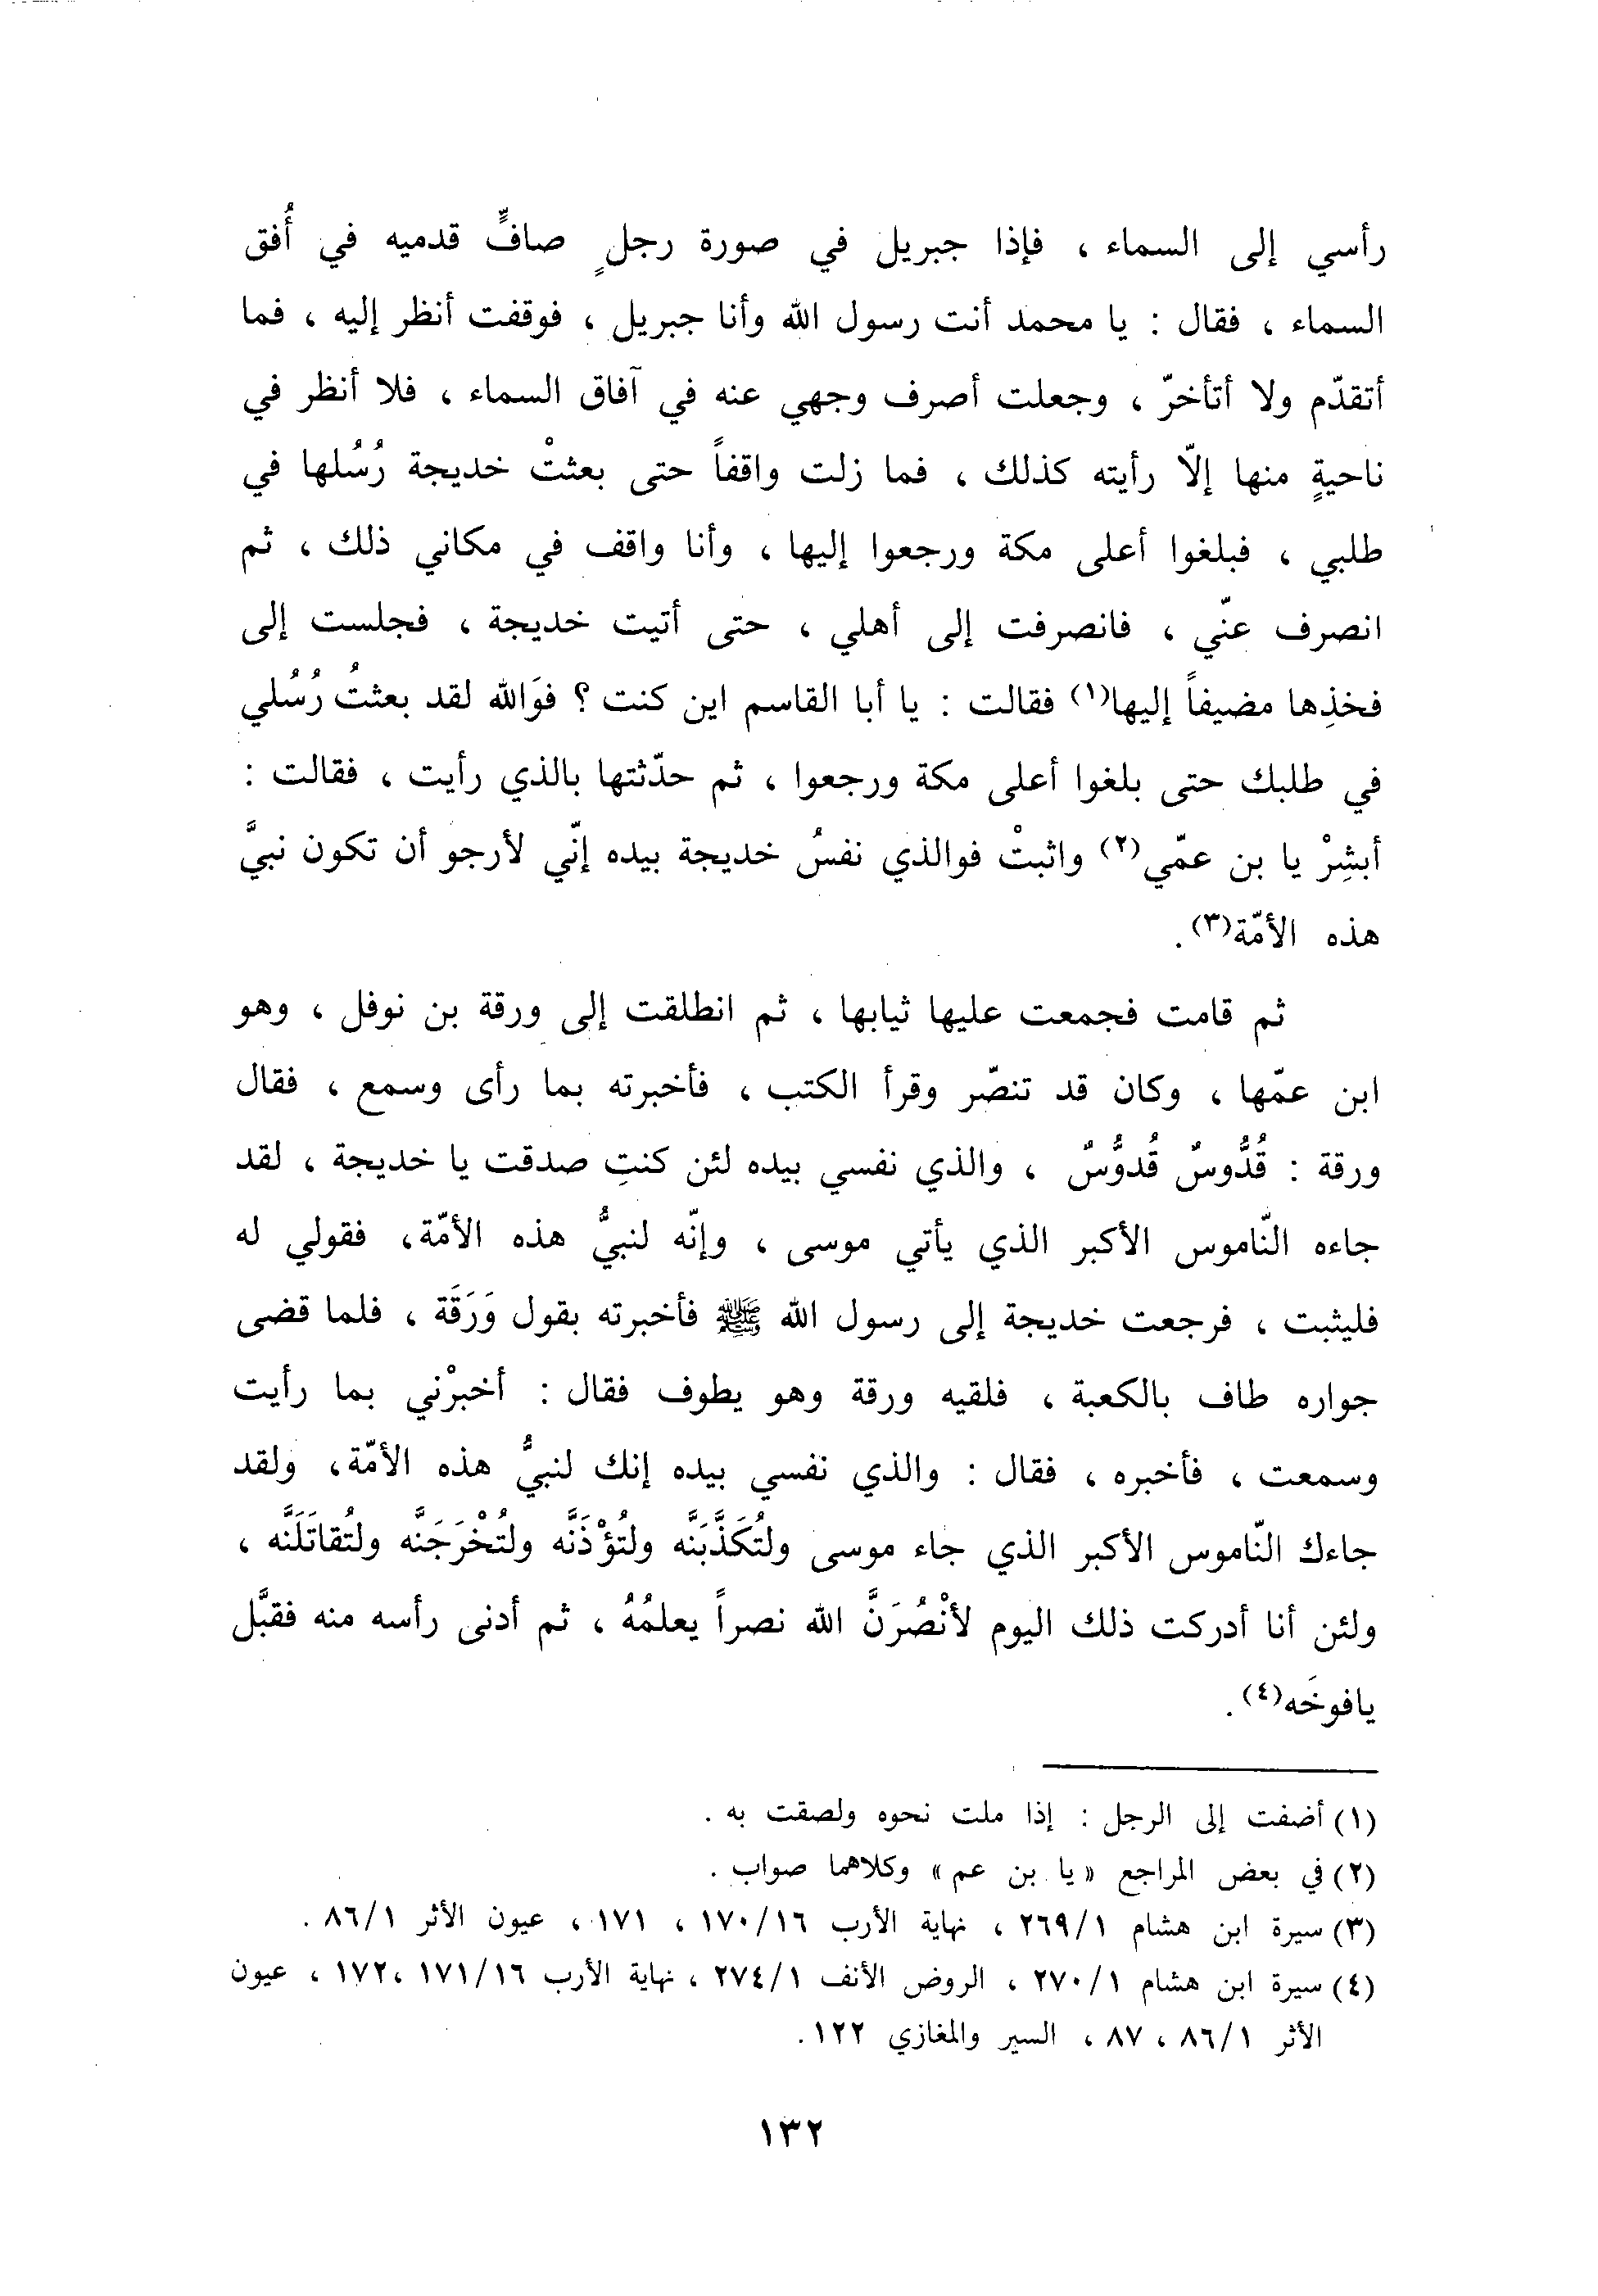 رأسي إلى السماء ، فإذا جبريل في صورة رجلٍ صافٍّ قدميه في أُفق
السماء ، فقال : يا محمد أنت رسول الله وأنا جبريل ، فوقفت أنظر إليه ، فما
أتقدّم ولا أتأخرّ ، وجعلت أصرف وجهي عنه في آفاق السماء ، فلا أنظر في
ناحيةٍ منها إلاّ رأيته كذلك ، فما زلت واقفاً حتى بعثتْ خديجة رُسُلها في
طلبي ، فبلغوا أعلى مكة ورجعوا إليها ، وأنا واقف في مكاني ذلك ، ثم
انصرف عنّي ، فانصرفت إلى أهلي ، حتى أتيت خديجة ، فجلست إلى
فخذِها مضيفاً إليها(١) فقالت : يا أبا القاسم اين كنت ؟ فوَالله لقد بعثتُ رُسُلي
في طلبك حتى بلغوا أعلى مكة ورجعوا ، ثم حدّثتها بالذي رأيت ، فقالت :
أبشِرْ يا بن عمّي(٢) واثبتْ فوالذي نفسُ خديجة بيده إنّي لأرجو أن تكون نبيَّ
هذه الأمّة(٣).
ثم قامت فجمعت عليها ثيابها ، ثم انطلقت إلى ورقة بن نوفل ، وهو
ابن عمّها ، وكان قد تنصّر وقرأ الكتب ، فأخبرته بما رأى وسمع ، فقال
ورقة : قُدُّوسٌ قُدوُّسٌ ، والذي نفسي بيده لئن كنتِ صدقت يا خديجة ، لقد
جاءه النّاموس الأكبر الذي يأتي موسى ، وإنّه لنبيُّ هذه الأمّة، فقولي له
فليثبت ، فرجعت خديجة إلى رسول الله ﷺ فأخبرته بقول وَرَقَة ، فلما قضى
جواره طاف بالكعبة ، فلقيه ورقة وهو يطوف فقال : أخبرْني بما رأيت
وسمعت ، فأخبره ، فقال : والذي نفسي بيده إنك لنبيُّ هذه الأمّة، ولقد
جاءك النّاموس الأكبر الذي جاء موسى ولتُكَذَّبَنَّه ولتُؤْذَنَّه ولتُخْرَجَنَّه ولتُقاتَلَنَّه ،
ولئن أنا أدركت ذلك اليوم لأنْصُرَنَّ الله نصراً يعلمُهُ ، ثم أدنى رأسه منه فقبَّل
يافوخَه(٤).
(١) أضفت إلى الرجل : إذا ملت نحوه ولصقت به .
(٢) في بعض المراجع «يا بن عم» وكلاهما صواب .
(٣) سيرة ابن هشام ٢٦٩/١ ، نهاية الأرب ١٧٠/١٦ ، ١٧١ ، عيون الأثر ٨٦/١ .
(٤) سيرة ابن هشام ٢٧٠/١ ، الروض الأنف ٢٧٤/١ ، نهاية الأرب ١٧١/١٦ ،١٧٢ ، عيون
الأثر ٨٦/١ ، ٨٧ ، السير والمغازي ١٢٢.
١٣٢